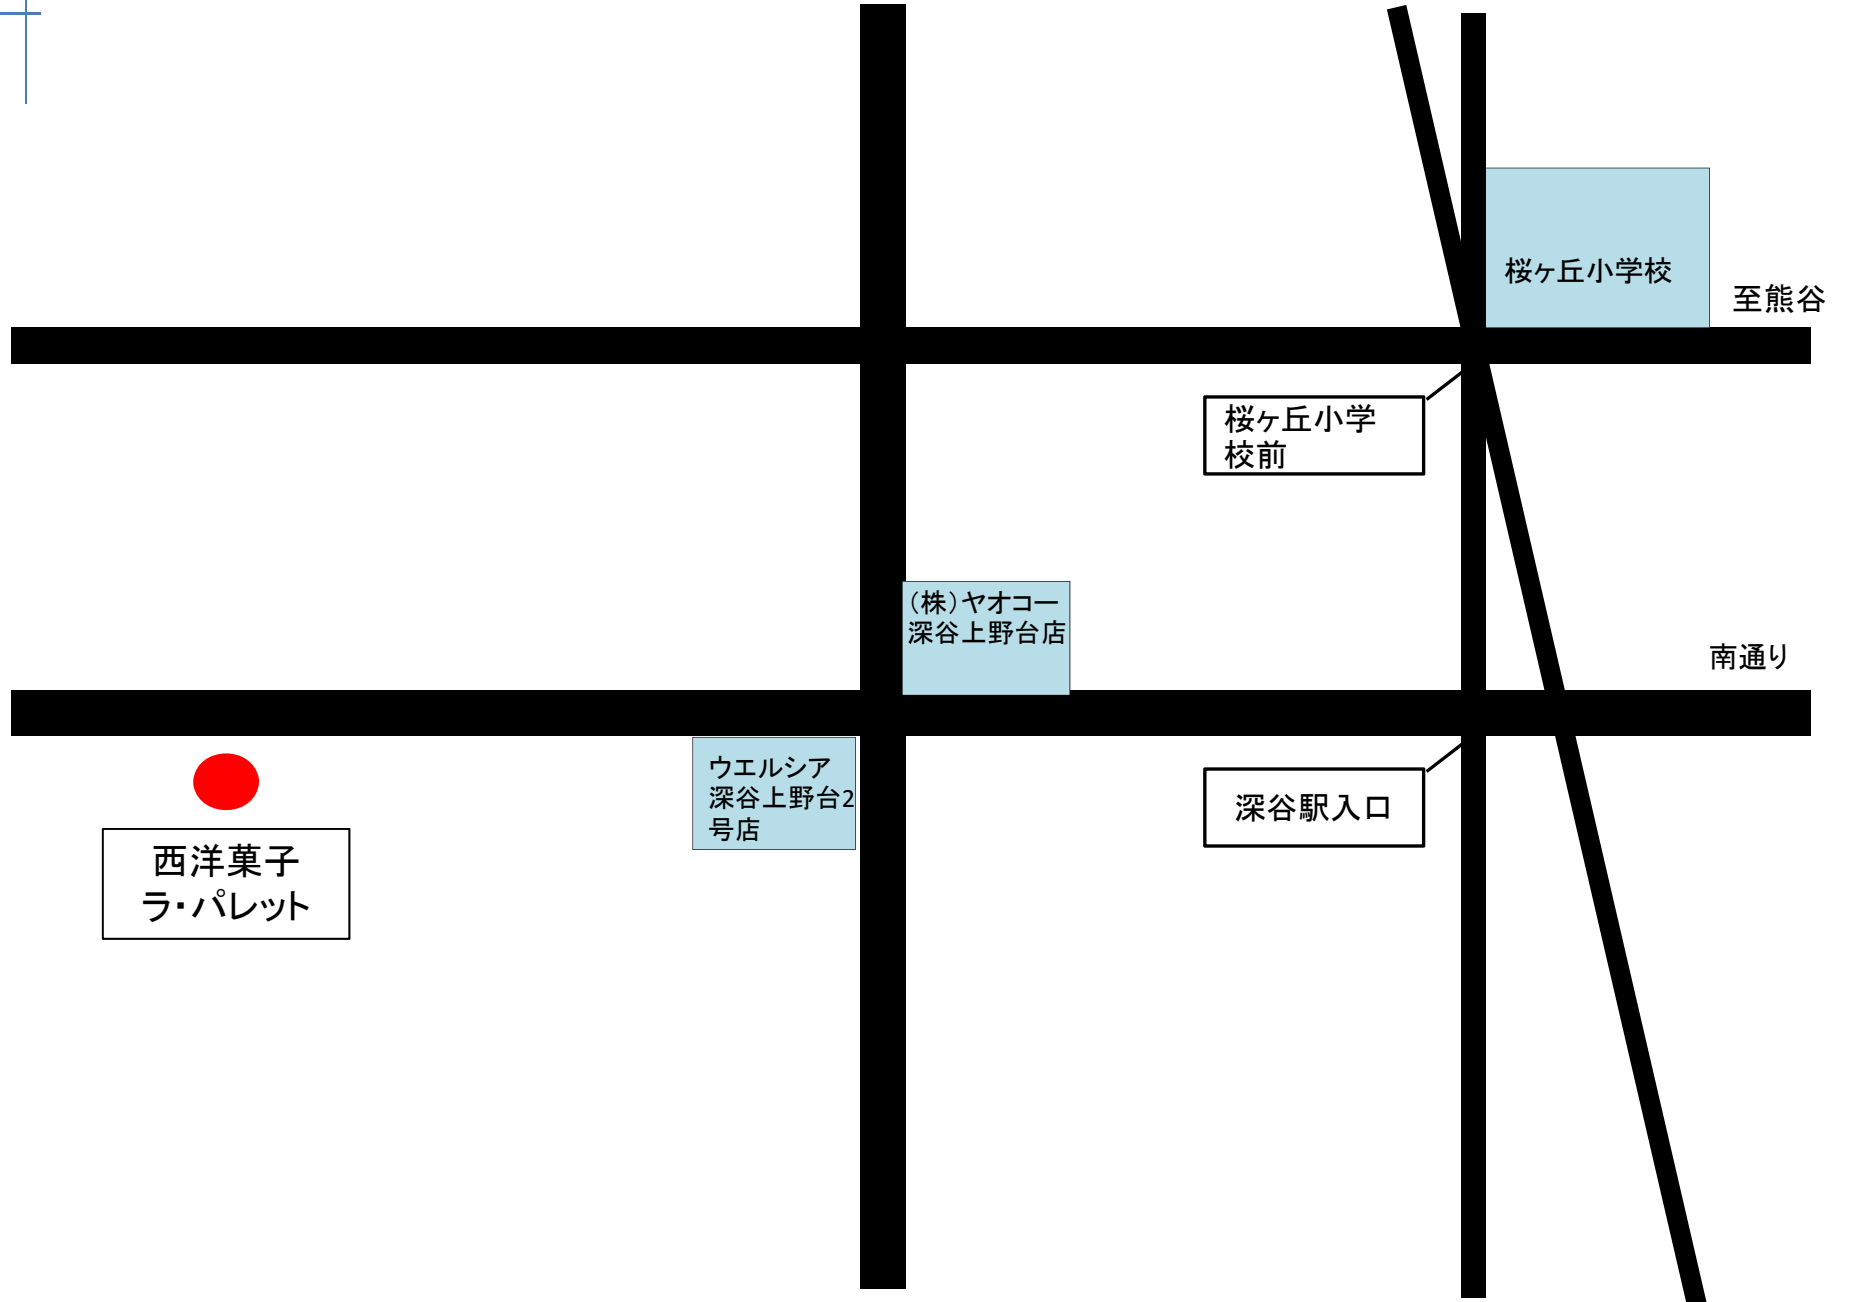 桜ヶ丘小学校
至熊谷
桜ヶ丘小学
校前
（株）ヤオコー
深谷上野台店
南通り
ウエルシア
深谷上野台2
号店
深谷駅入口
西洋菓子
ラ・パレット